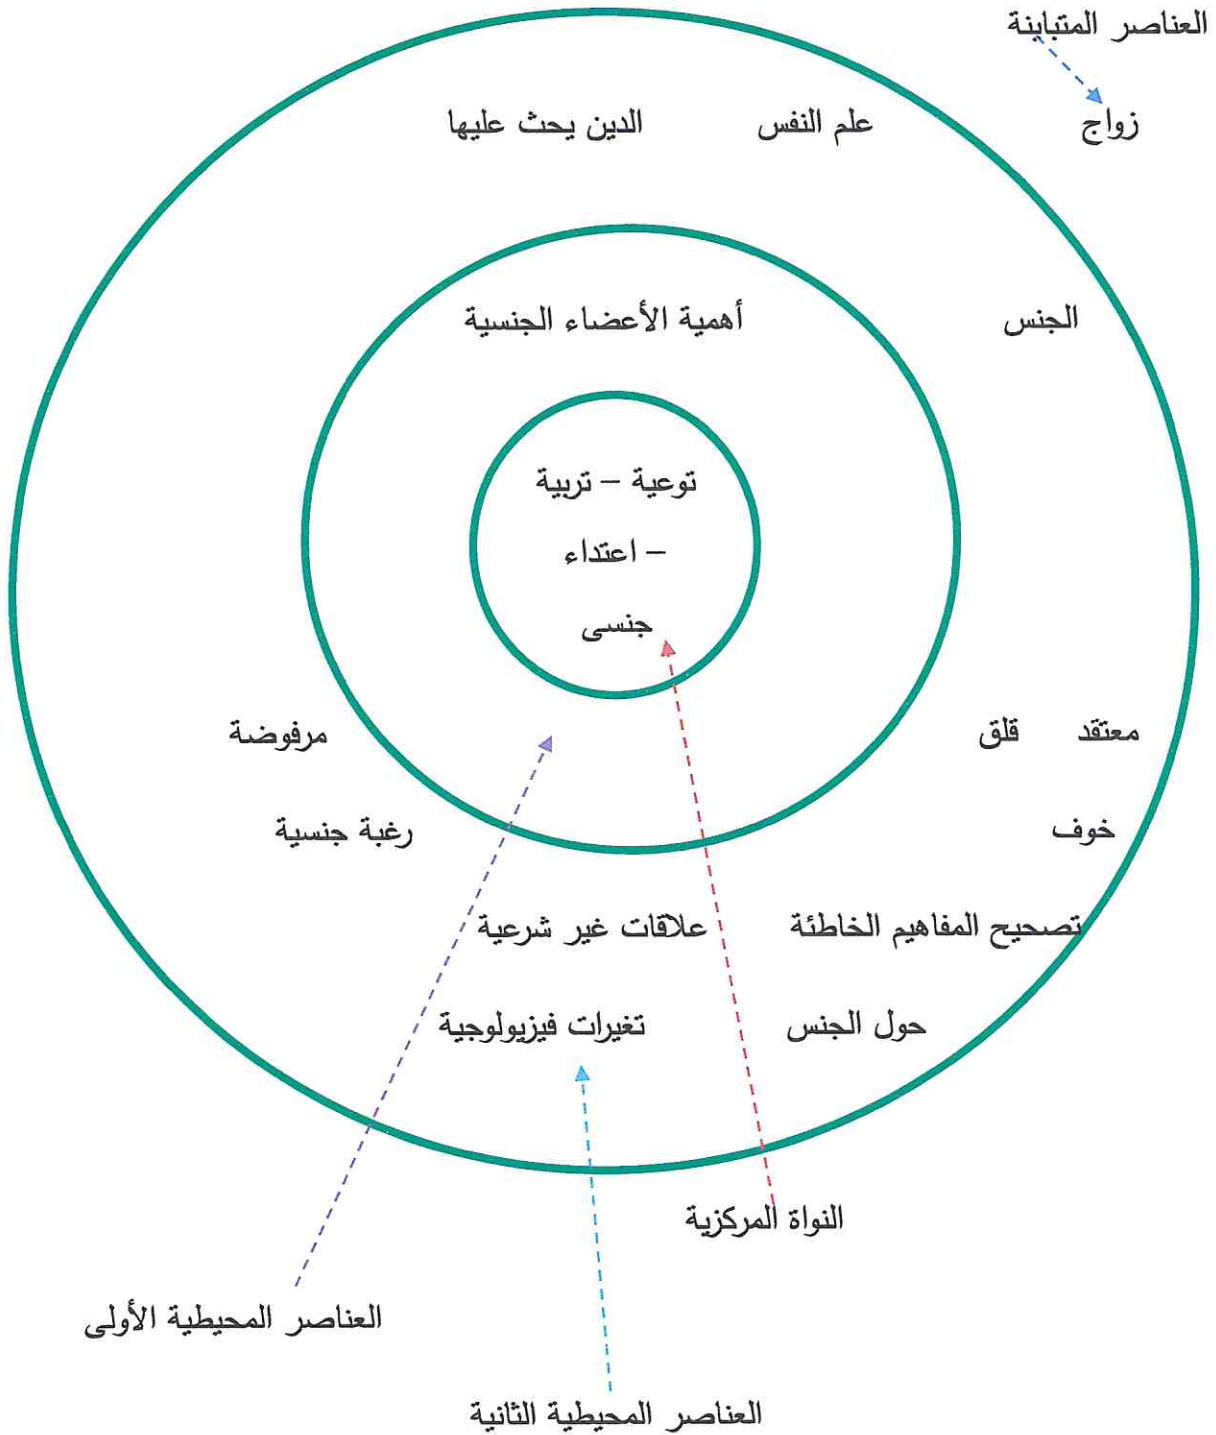 العناصر المتباينة
زواج
علم النفس الدين يحث عليها
الجنس
أهمية الأعضاء الجنسية
توعية – تربية
– اعتداء
جنسى
معتقد قلق
مرفوضة
خوف
رغبة جنسية
تصحيح المفاهيم الخاطئة
علاقات غير شرعية
حول الجنس
تغيرات فيزيولوجية
النواة المركزية
العناصر المحيطية الأولى
العناصر المحيطية الثانية